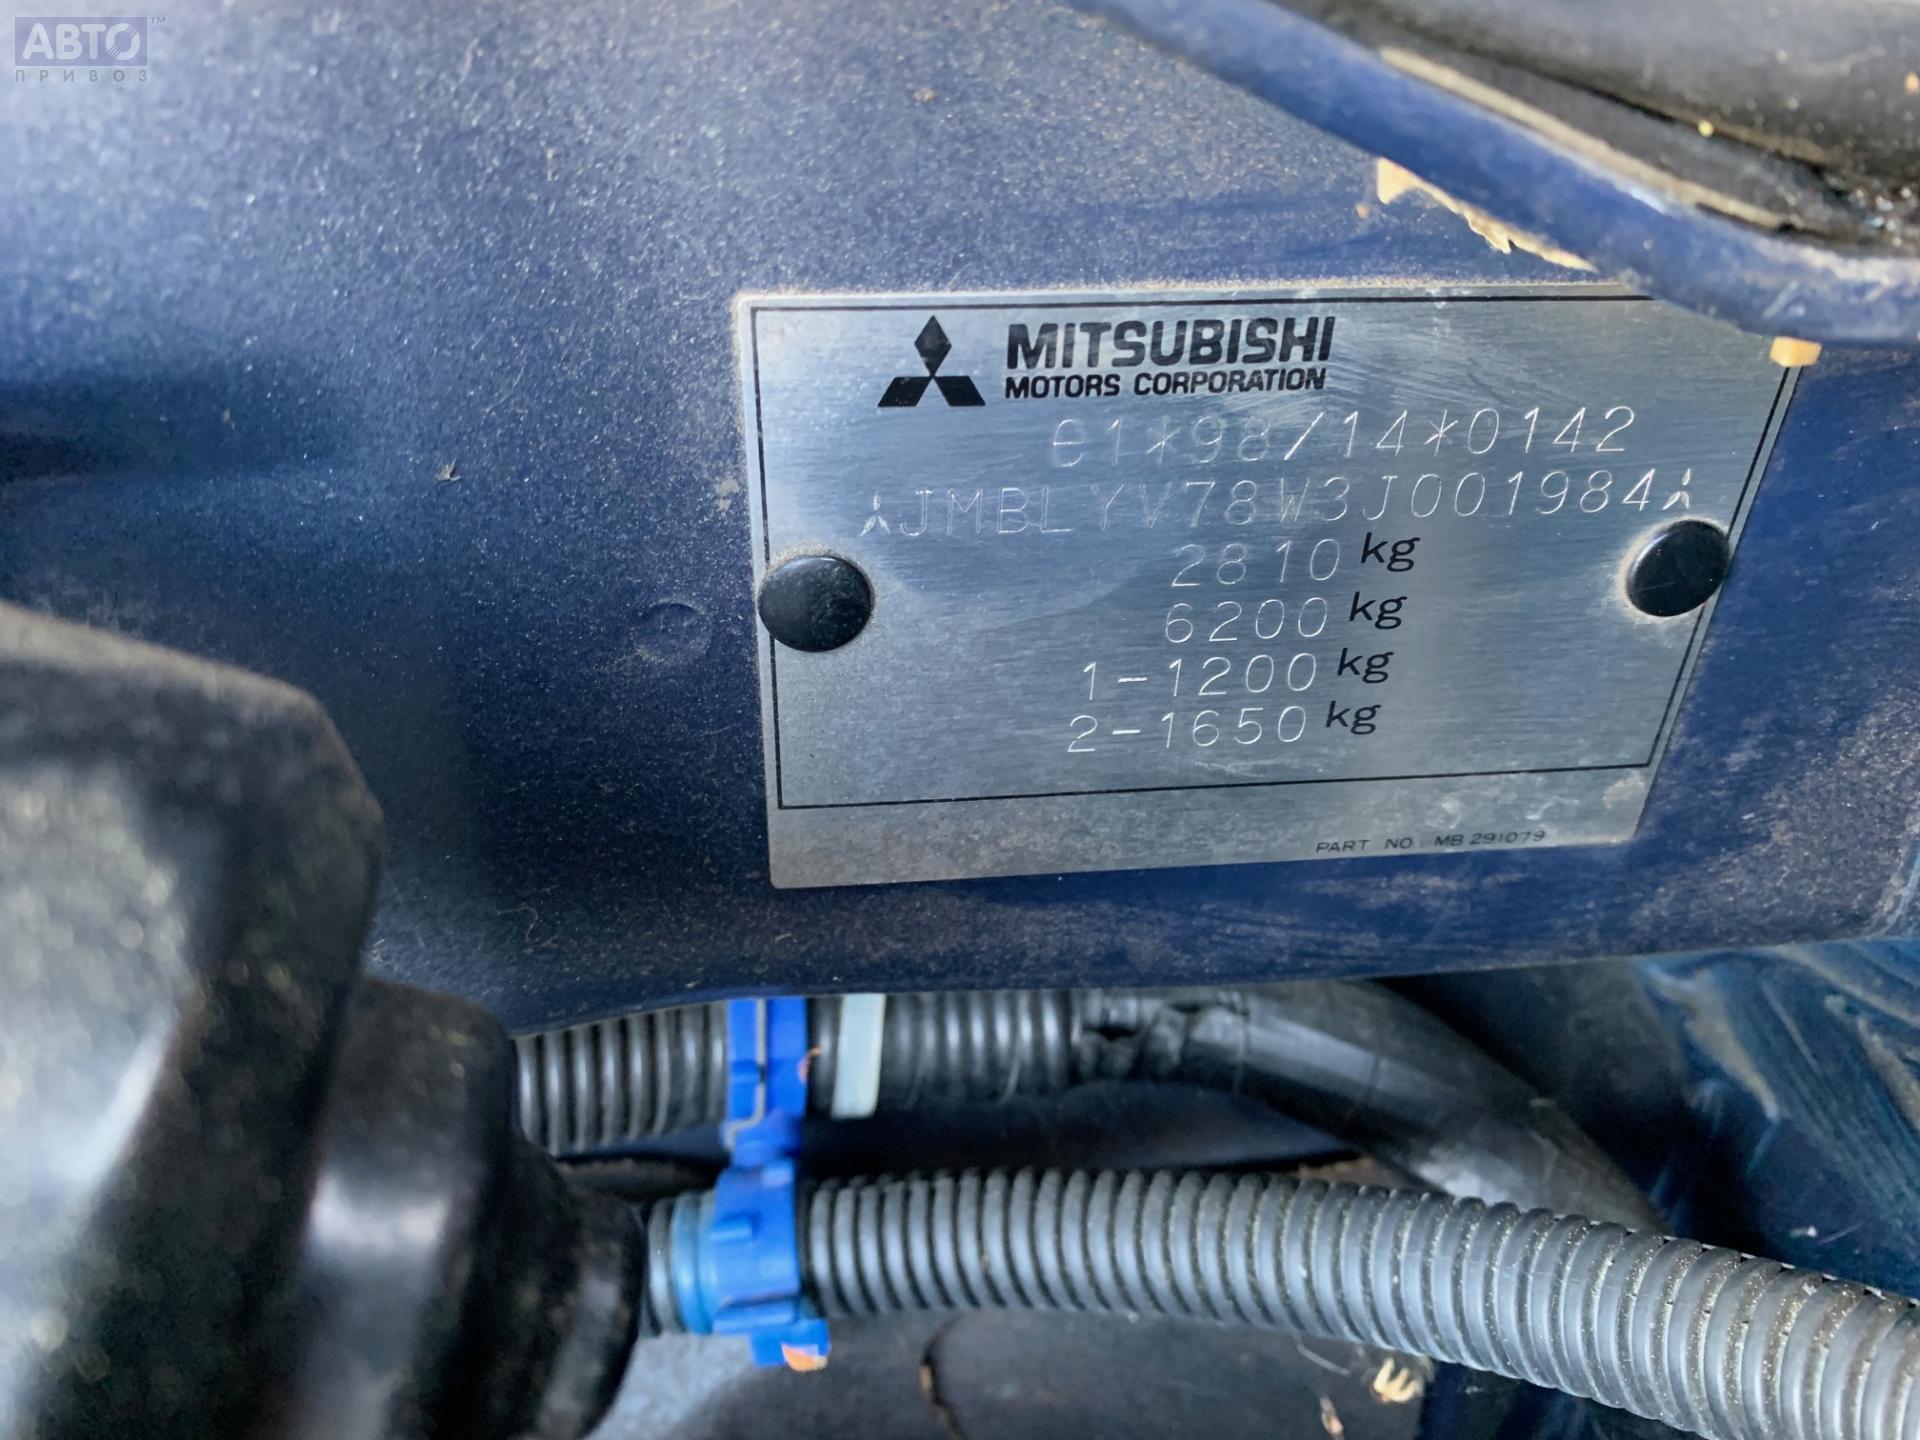 АВТО™
ПРИВОЗ
MITSUBISHI
MOTORS CORPORATION
e1*98/14*0142
JMBLYV78W3J001984
2810 kg
6200 kg
1-1200 kg
2-1650 kg
PART NO. MB 291079